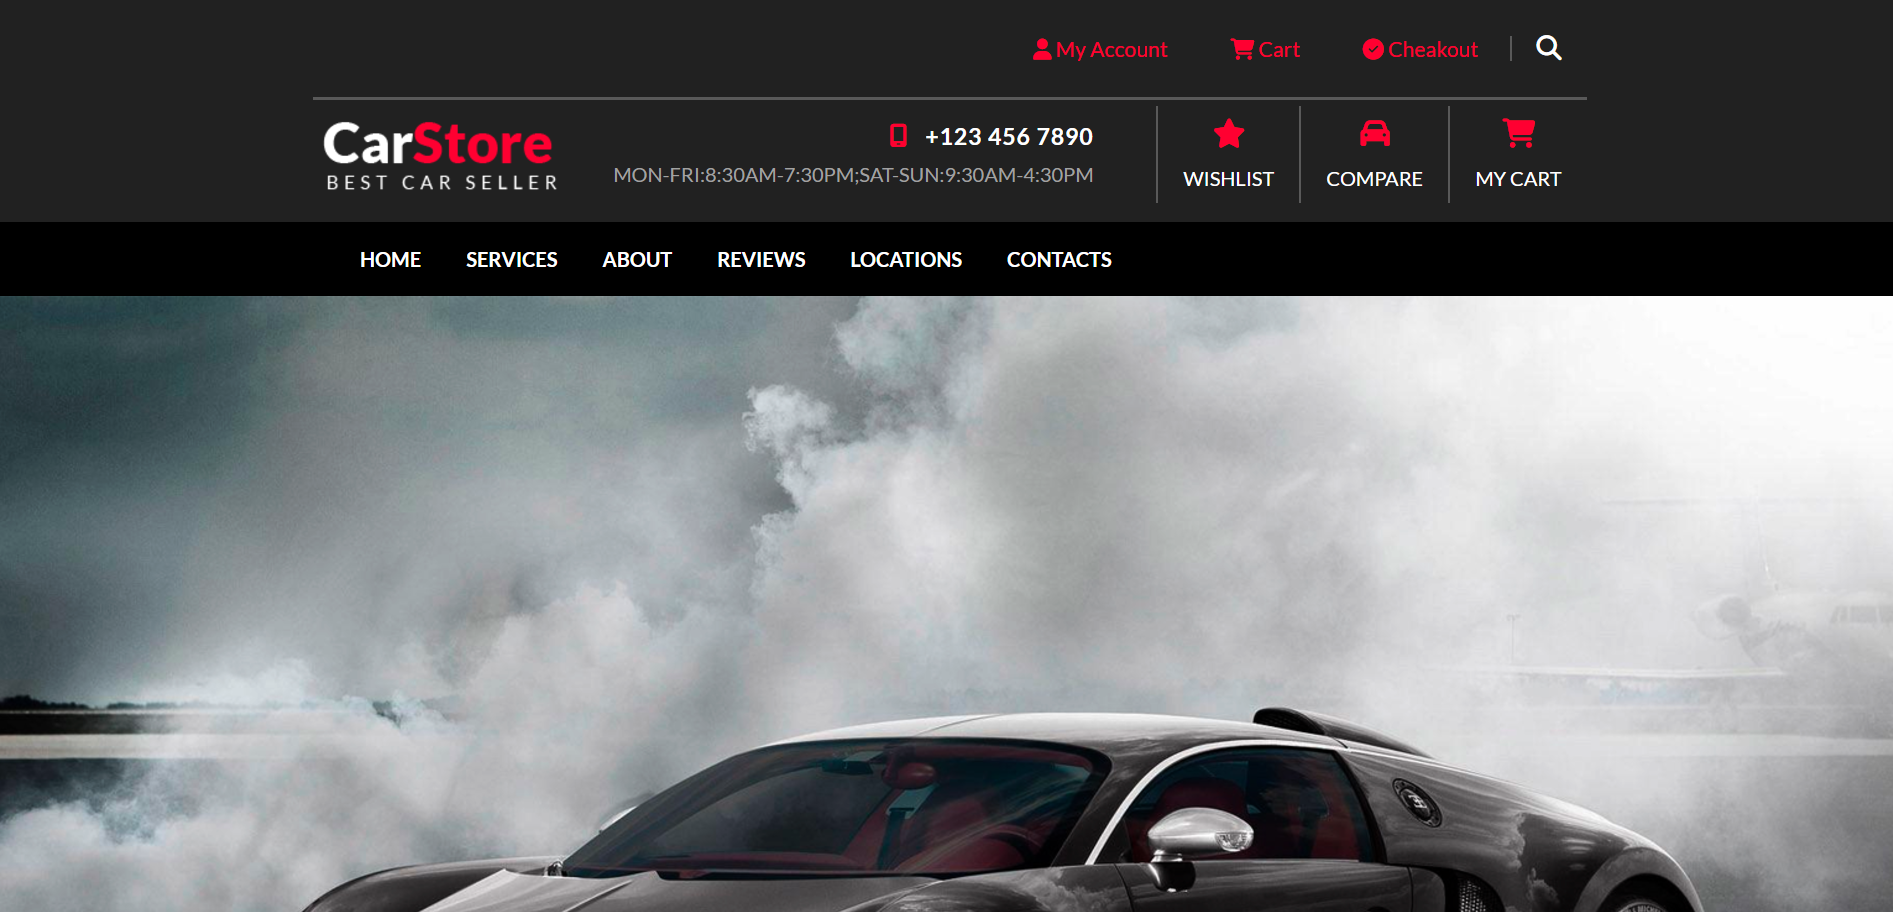 My Account Cart Cheakout
CarStore
BEST CAR SELLER
+123 456 7890
MON-FRI:8:30AM-7:30PM;SAT-SUN:9:30AM-4:30PM
WISHLIST COMPARE MY CART
HOME SERVICES ABOUT REVIEWS LOCATIONS CONTACTS